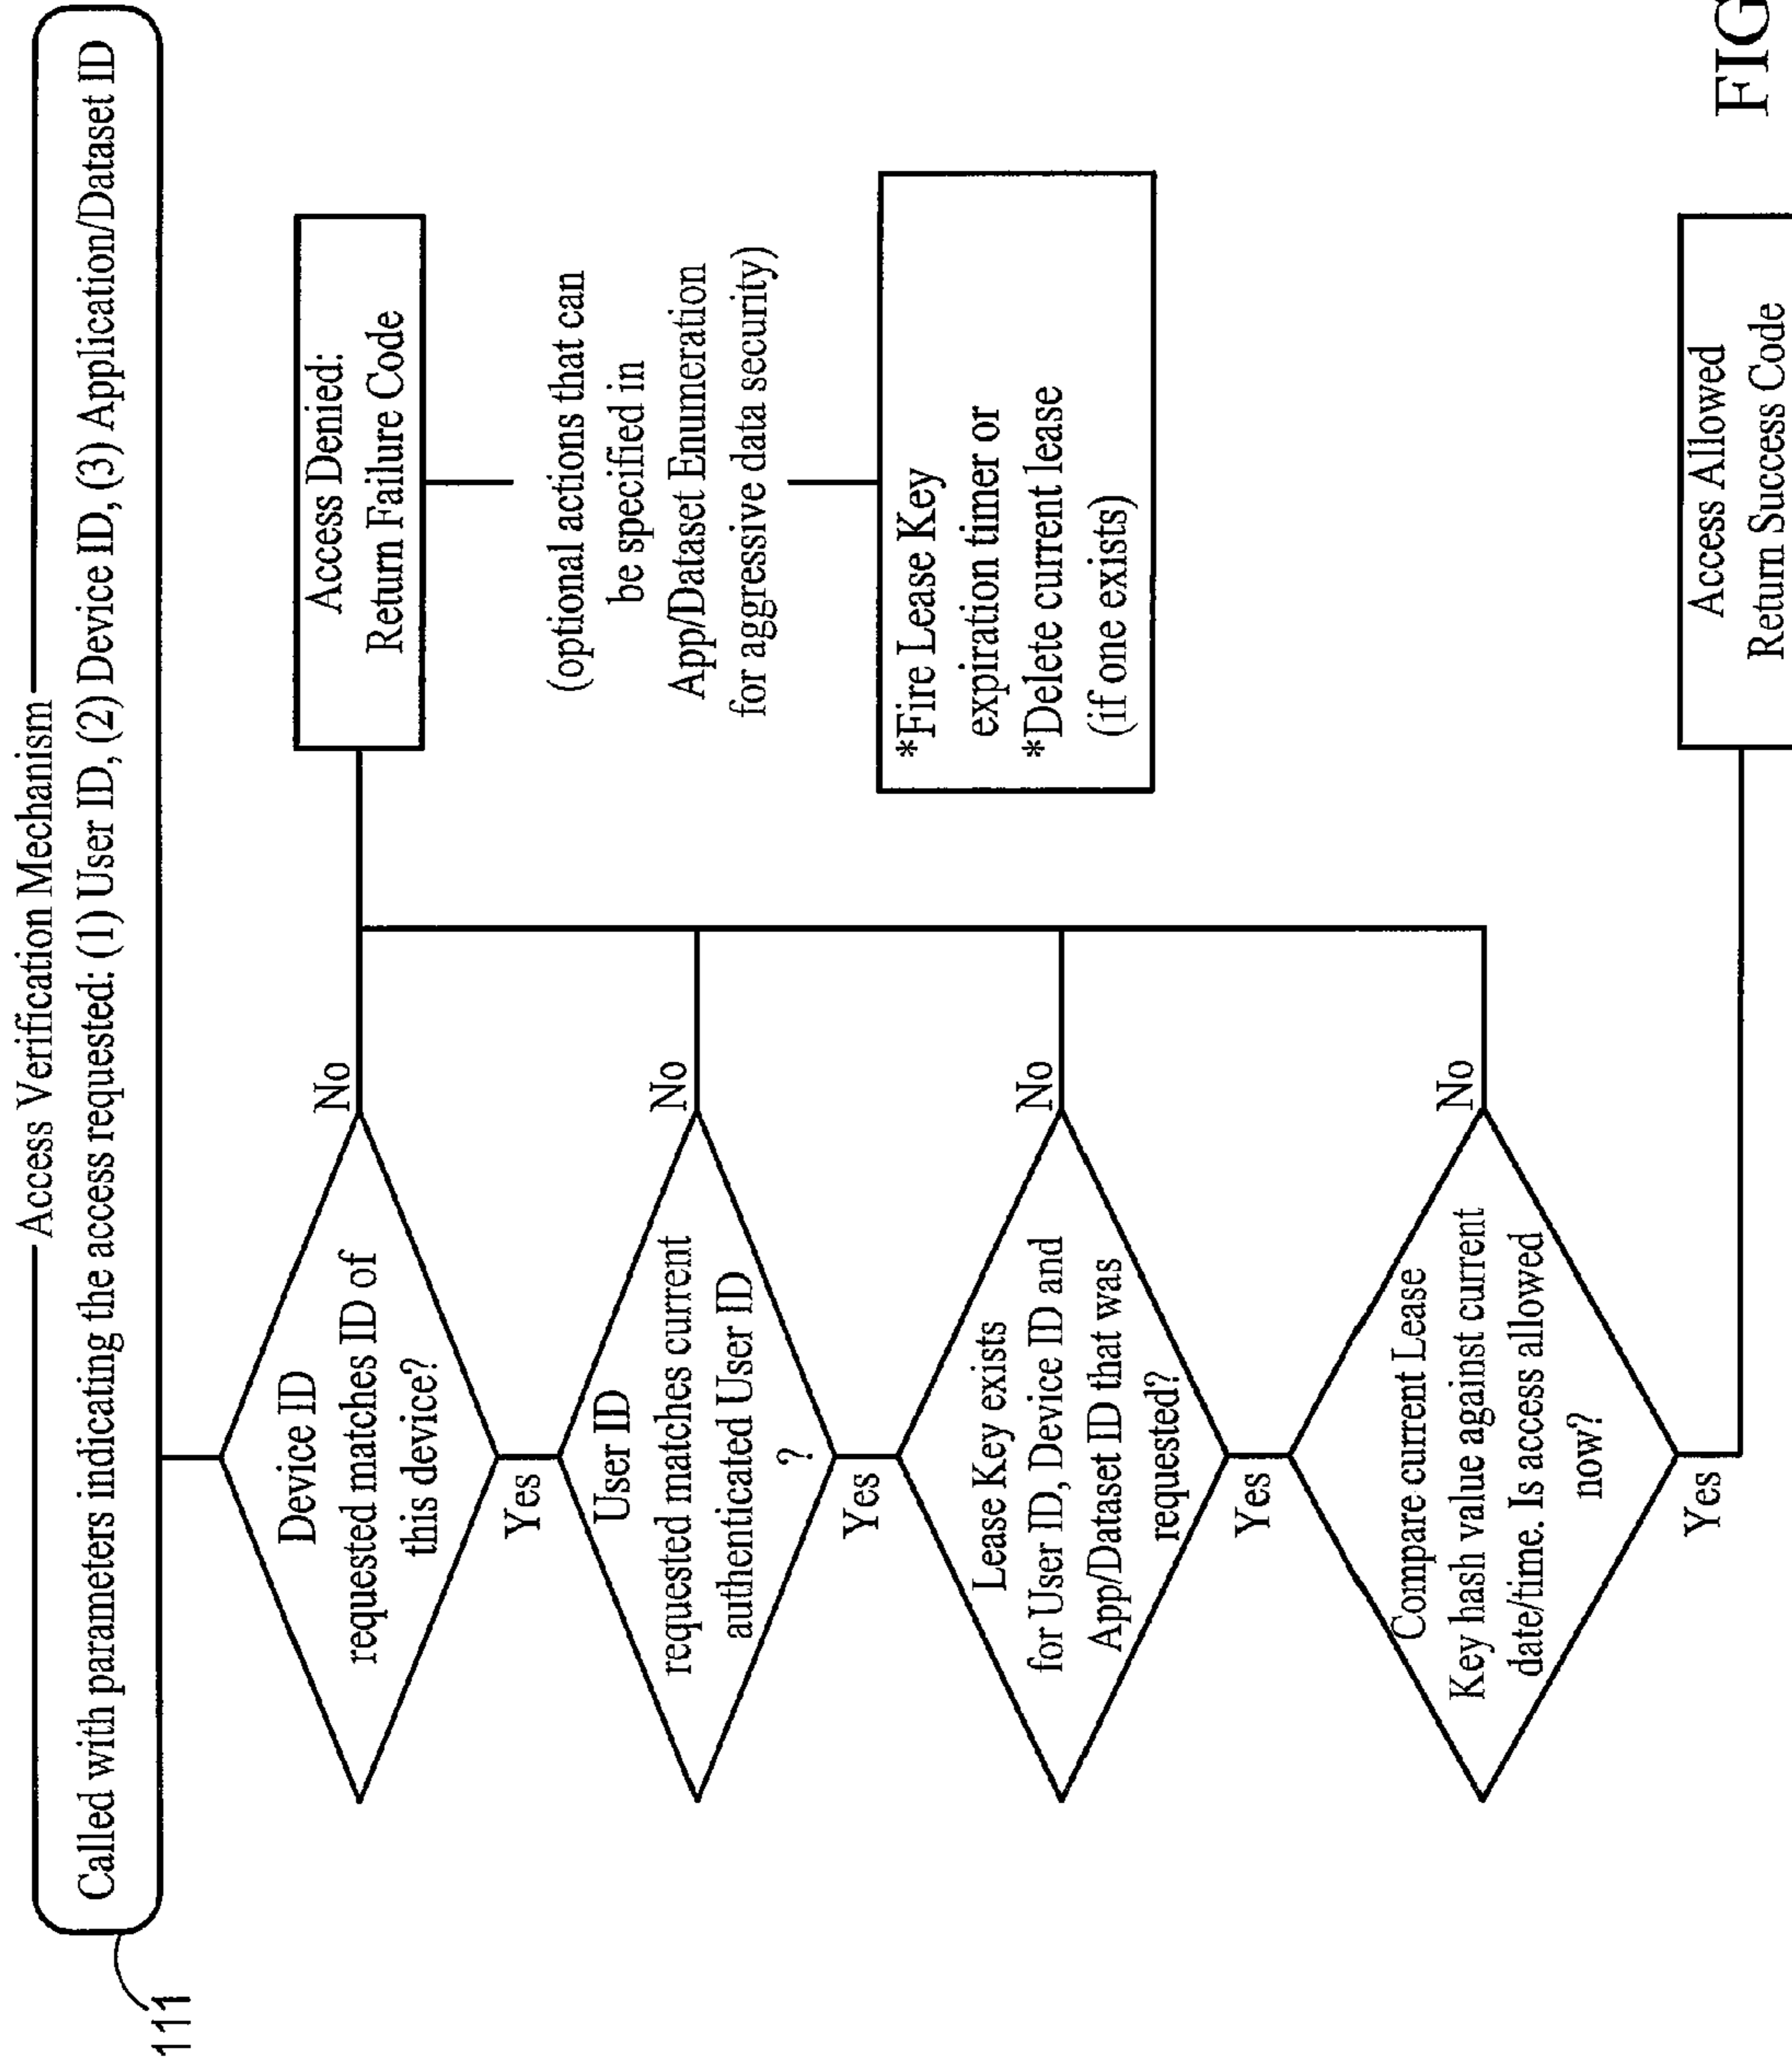 Access Verification Mechanism
Called with parameters indicating the access requested: (1) User ID, (2) Device ID, (3) Application/Dataset ID
111
Device ID
requested matches ID of
this device?
No
Access Denied:
Return Failure Code
(optional actions that can
be specified in
App/Dataset Enumeration
for aggressive data security)
*Fire Lease Key
expiration timer or
*Delete current lease
(if one exists)
Yes
User ID
requested matches current
authenticated User ID
?
No
Yes
Lease Key exists
for User ID, Device ID and
App/Dataset ID that was
requested?
No
Yes
Compare current Lease
Key hash value against current
date/time. Is access allowed
now?
No
Yes
Access Allowed
Return Success Code
FIG